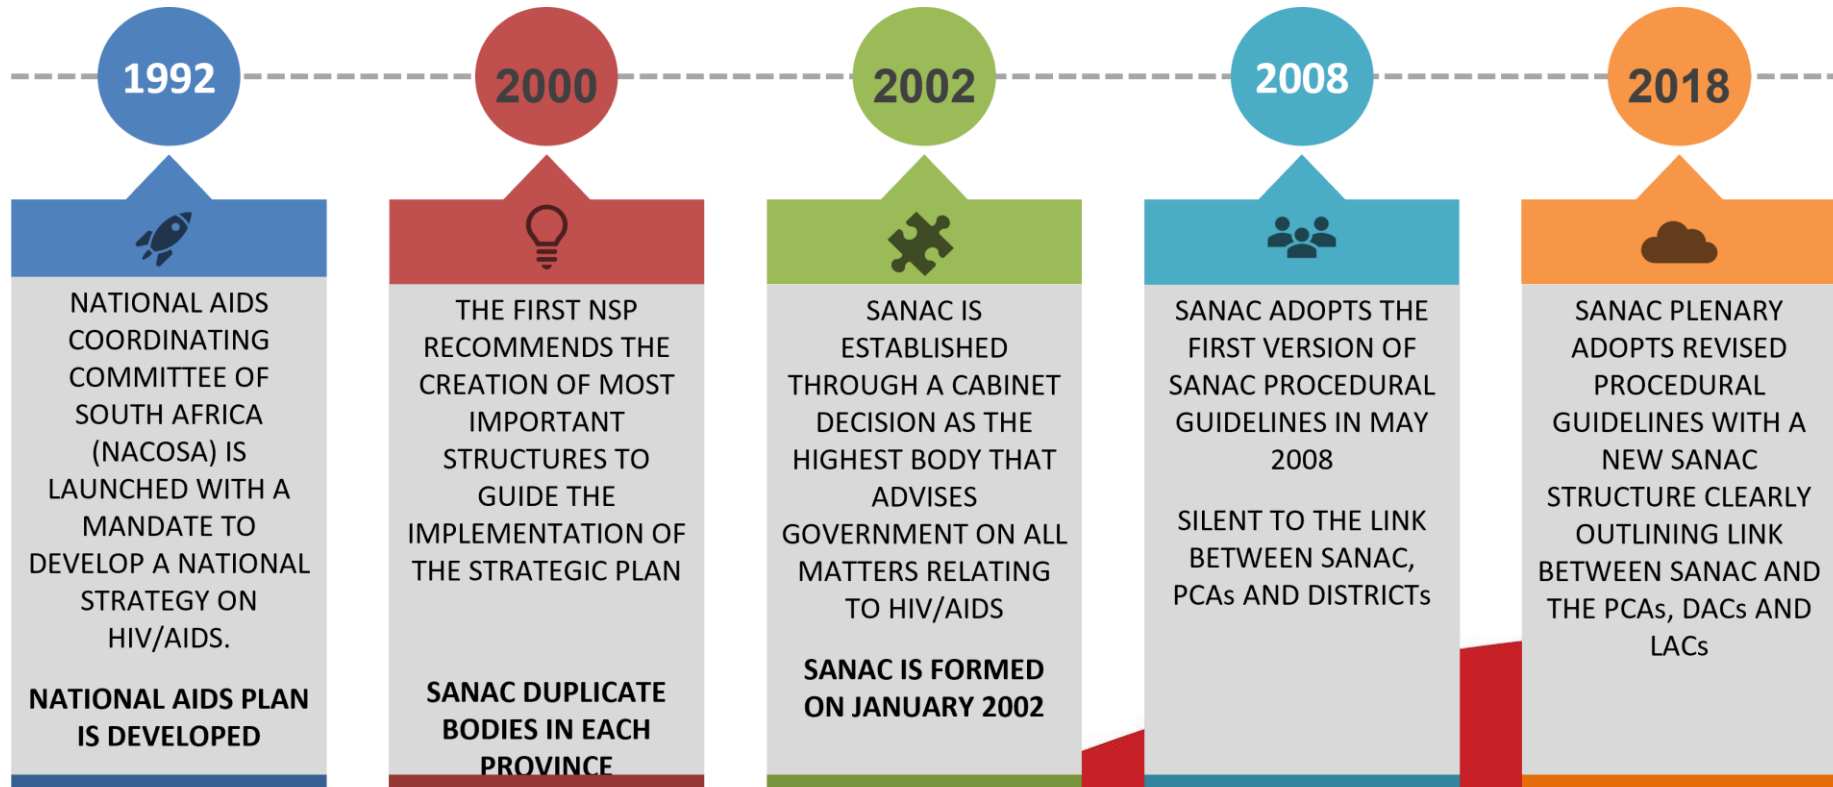 1992
NATIONAL AIDS
COORDINATING
COMMITTEE OF
SOUTH AFRICA
(NACOSA) IS
LAUNCHED WITH A
MANDATE TO
DEVELOP A NATIONAL
STRATEGY ON
HIV/AIDS.
NATIONAL AIDS PLAN
IS DEVELOPED
2000
THE FIRST NSP
RECOMMENDS THE
CREATION OF MOST
IMPORTANT
STRUCTURES TO
GUIDE THE
IMPLEMENTATION OF
THE STRATEGIC PLAN
SANAC DUPLICATE
BODIES IN EACH
PROVINCE
2002
SANAC IS
ESTABLISHED
THROUGH A CABINET
DECISION AS THE
HIGHEST BODY THAT
ADVISES
GOVERNMENT ON ALL
MATTERS RELATING
TO HIV/AIDS
SANAC IS FORMED
ON JANUARY 2002
2008
SANAC ADOPTS THE
FIRST VERSION OF
SANAC PROCEDURAL
GUIDELINES IN MAY
2008
SILENT TO THE LINK
BETWEEN SANAC,
PCAs AND DISTRICTs
2018
SANAC PLENARY
ADOPTS REVISED
PROCEDURAL
GUIDELINES WITH A
NEW SANAC
STRUCTURE CLEARLY
OUTLINING LINK
BETWEEN SANAC AND
THE PCAs, DACs AND
LACs